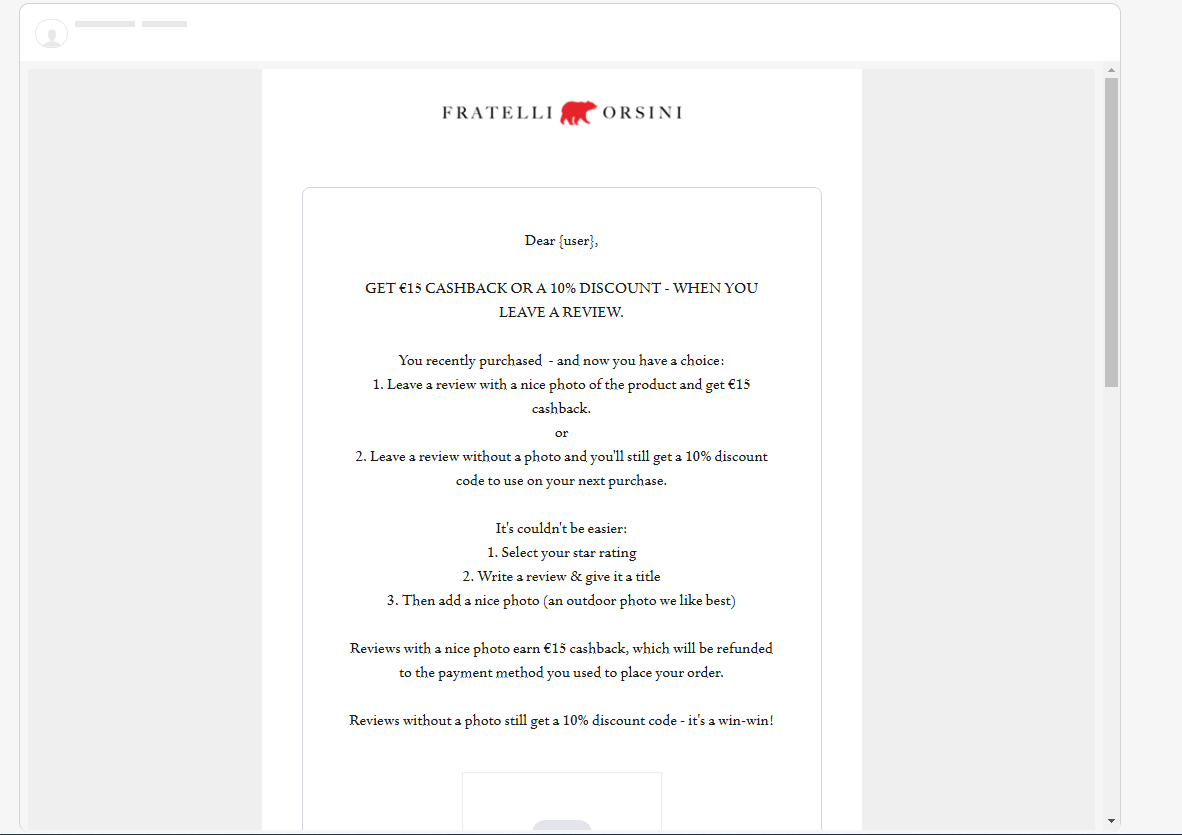 FRATELLI ORSINI
Dear {user},
GET €15 CASHBACK OR A 10% DISCOUNT - WHEN YOU
LEAVE A REVIEW.
You recently purchased  - and now you have a choice:
1. Leave a review with a nice photo of the product and get €15
cashback.
or
2. Leave a review without a photo and you'll still get a 10% discount
code to use on your next purchase.
It's couldn't be easier:
1. Select your star rating
2. Write a review & give it a title
3. Then add a nice photo (an outdoor photo we like best)
Reviews with a nice photo earn €15 cashback, which will be refunded
to the payment method you used to place your order.
Reviews without a photo still get a 10% discount code - it's a win-win!